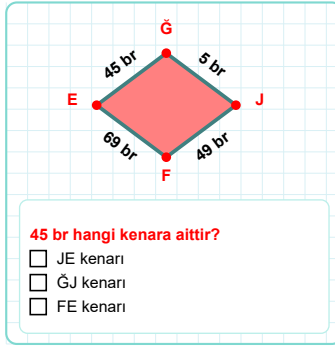 Ğ
45 br
5 br
E
J
69 br
49 br
F
45 br hangi kenara aittir?
JE kenarı
ĞJ kenarı
FE kenarı